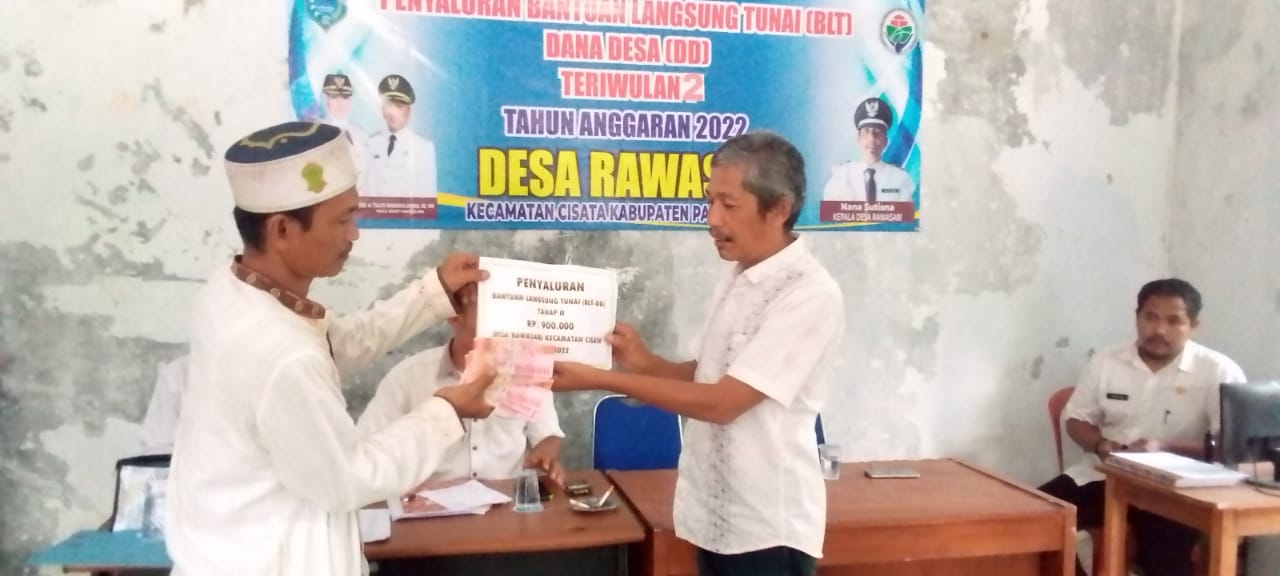 PENYALURAN BANTUAN LANGSUNG TUNAI (BLT)
DANA DESA (DD)
TERIWULAN 2
TAHUN ANGGARAN 2022
DESA RAWAS
KECAMATAN CISATA KABUPATEN PA
Nana Sutisna
KEPALA DESA RAWASARI
PENYALURAN
BANTUAN LANGSUNG TUNAI (BLT-DD)
TAHAP II
RP. 900.000
DESA RAWASARI KECAMATAN CISATA
2022